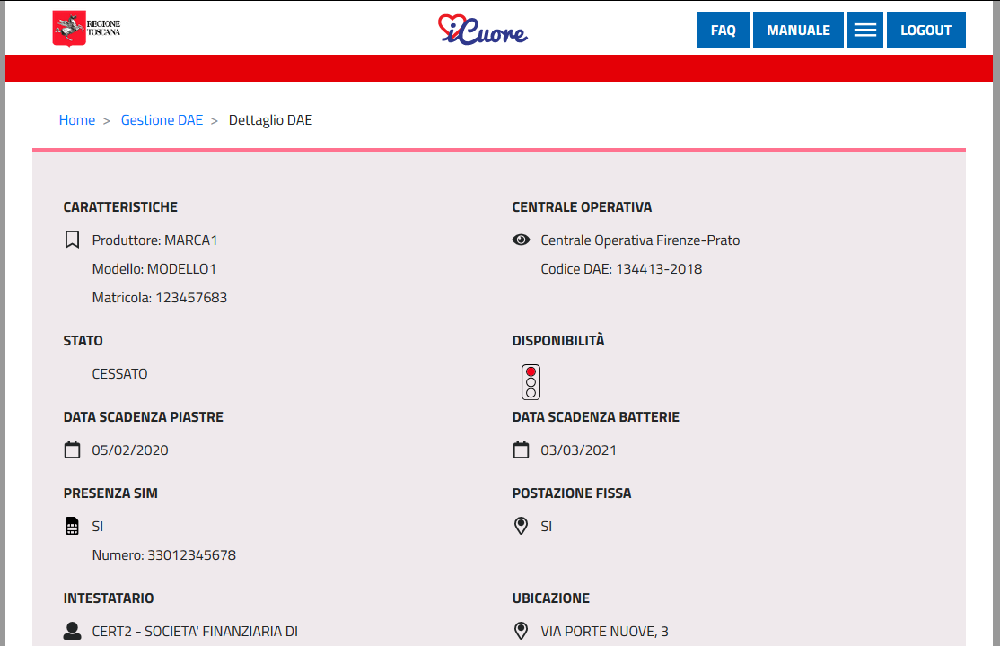 REGIONE
TOSCANA
iCuore
FAQ
MANUALE
LOGOUT
Home > Gestione DAE > Dettaglio DAE
CARATTERISTICHE
Produttore: MARCA1
Modello: MODELLO1
Matricola: 123457683
CENTRALE OPERATIVA
Centrale Operativa Firenze-Prato
Codice DAE: 134413-2018
STATO
CESSATO
DISPONIBILITÀ
DATA SCADENZA PIASTRE
05/02/2020
DATA SCADENZA BATTERIE
03/03/2021
PRESENZA SIM
SI
Numero: 33012345678
POSTAZIONE FISSA
SI
INTESTATARIO
CERT2 - SOCIETA' FINANZIARIA DI
UBICAZIONE
VIA PORTE NUOVE, 3